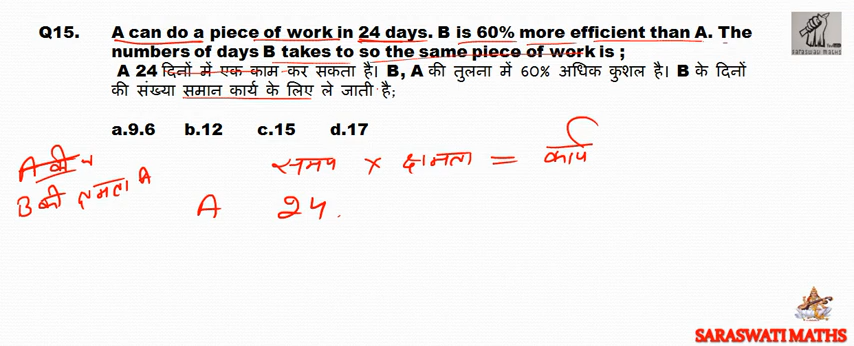 Q15. A can do a piece of work in 24 days. B is 60% more efficient than A. The
numbers of days B takes to so the same piece of work is ;
A 24 दिनों में एक काम कर सकता है। B, A की तुलना में 60% अधिक कुशल है। B के दिनों
की संख्या समान कार्य के लिए ले जाती है;
a.9.6 b.12 c.15 d.17
समय × क्षमता = कार्य
A की
B की क्षमता A
A 24
SARASWATI MATHS